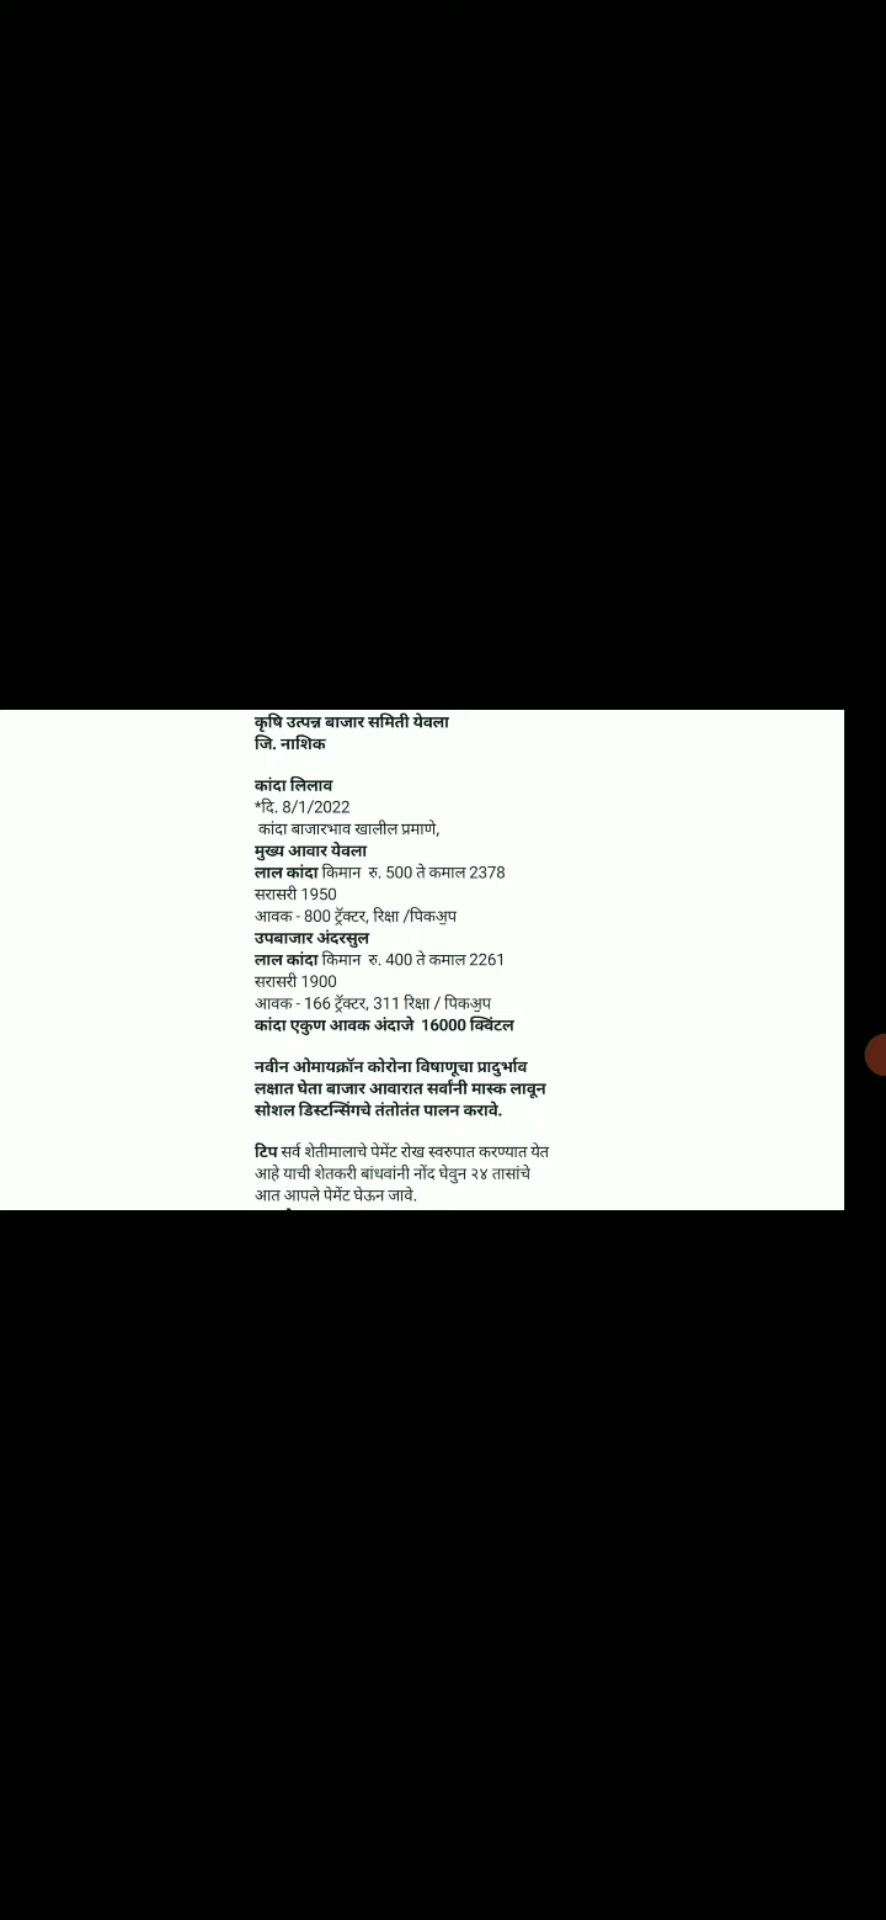 कृषि उत्पन्न बाजार समिती येवला
जि. नाशिक
कांदा लिलाव
*दि. 8/1/2022
कांदा बाजारभाव खालील प्रमाणे,
मुख्य आवार येवला
लाल कांदा किमान रु. 500 ते कमाल 2378
सरासरी 1950
आवक - 800 ट्रॅक्टर, रिक्षा /पिकअॅप
उपबाजार अंदरसुल
लाल कांदा किमान रु. 400 ते कमाल 2261
सरासरी 1900
आवक - 166 ट्रॅक्टर, 311 रिक्षा / पिकअॅप
कांदा एकुण आवक अंदाजे 16000 क्विंटल
नवीन ओमायक्रॉन कोरोना विषाणूचा प्रादुर्भाव
लक्षात घेता बाजार आवारात सर्वांनी मास्क लावून
सोशल डिस्टन्सिंगचे तंतोतंत पालन करावे.
टिप सर्व शेतीमालाचे पेमेंट रोख स्वरुपात करण्यात येत
आहे याची शेतकरी बांधवांनी नोंद घेवुन २४ तासांचे
आत आपले पेमेंट घेऊन जावे.